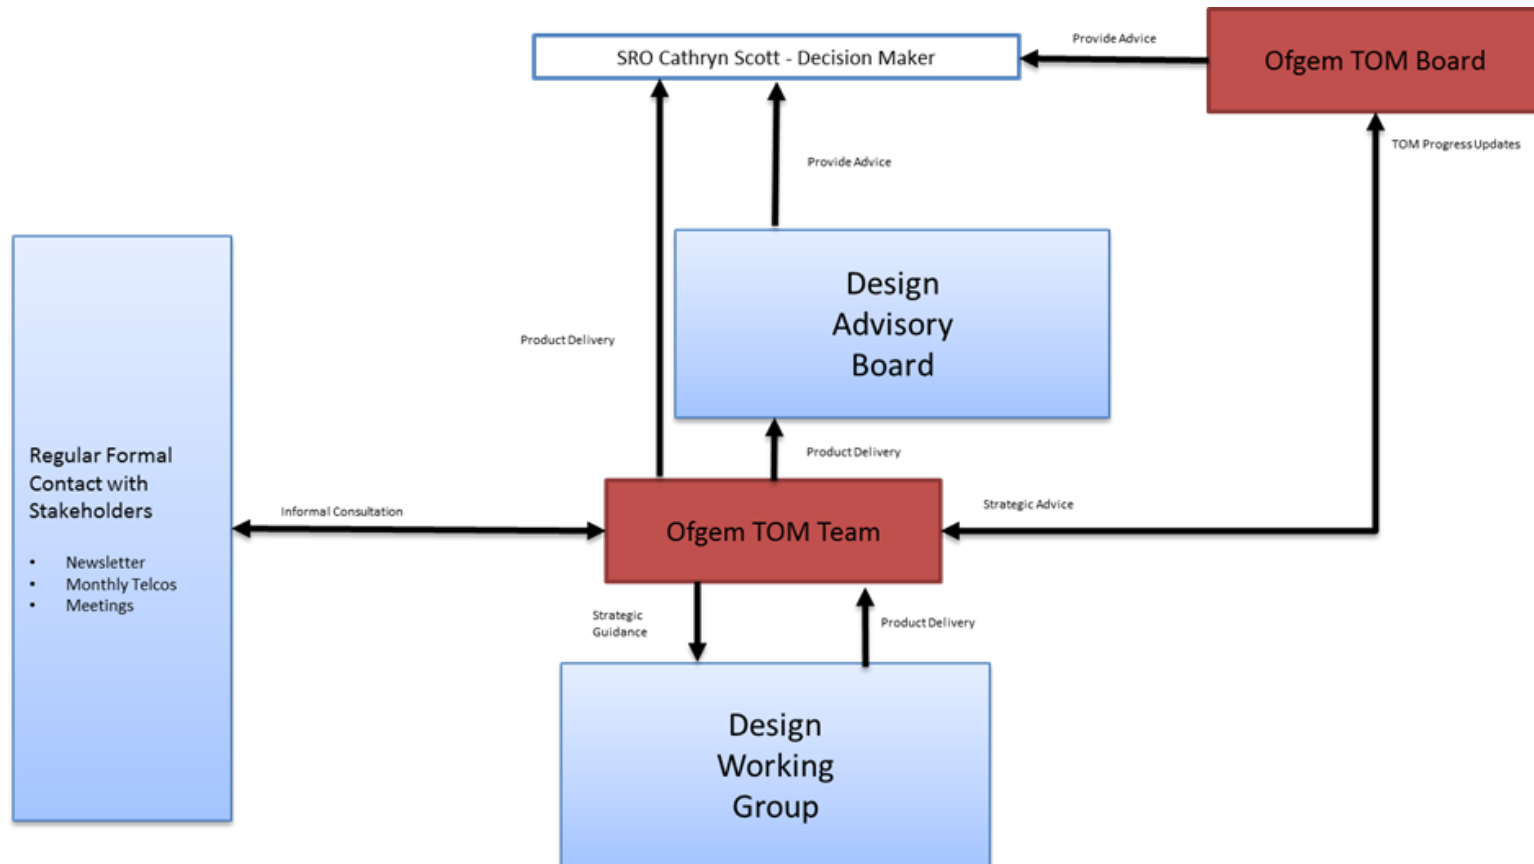 SRO Cathryn Scott - Decision Maker
Provide Advice
Ofgem TOM Board
TOM Progress Updates
Provide Advice
Design
Advisory
Board
Product Delivery
Product Delivery
Regular Formal
Contact with
Stakeholders
• Newsletter
• Monthly Telcos
• Meetings
Informal Consultation
Ofgem TOM Team
Strategic Advice
Strategic
Guidance
Product Delivery
Design
Working
Group